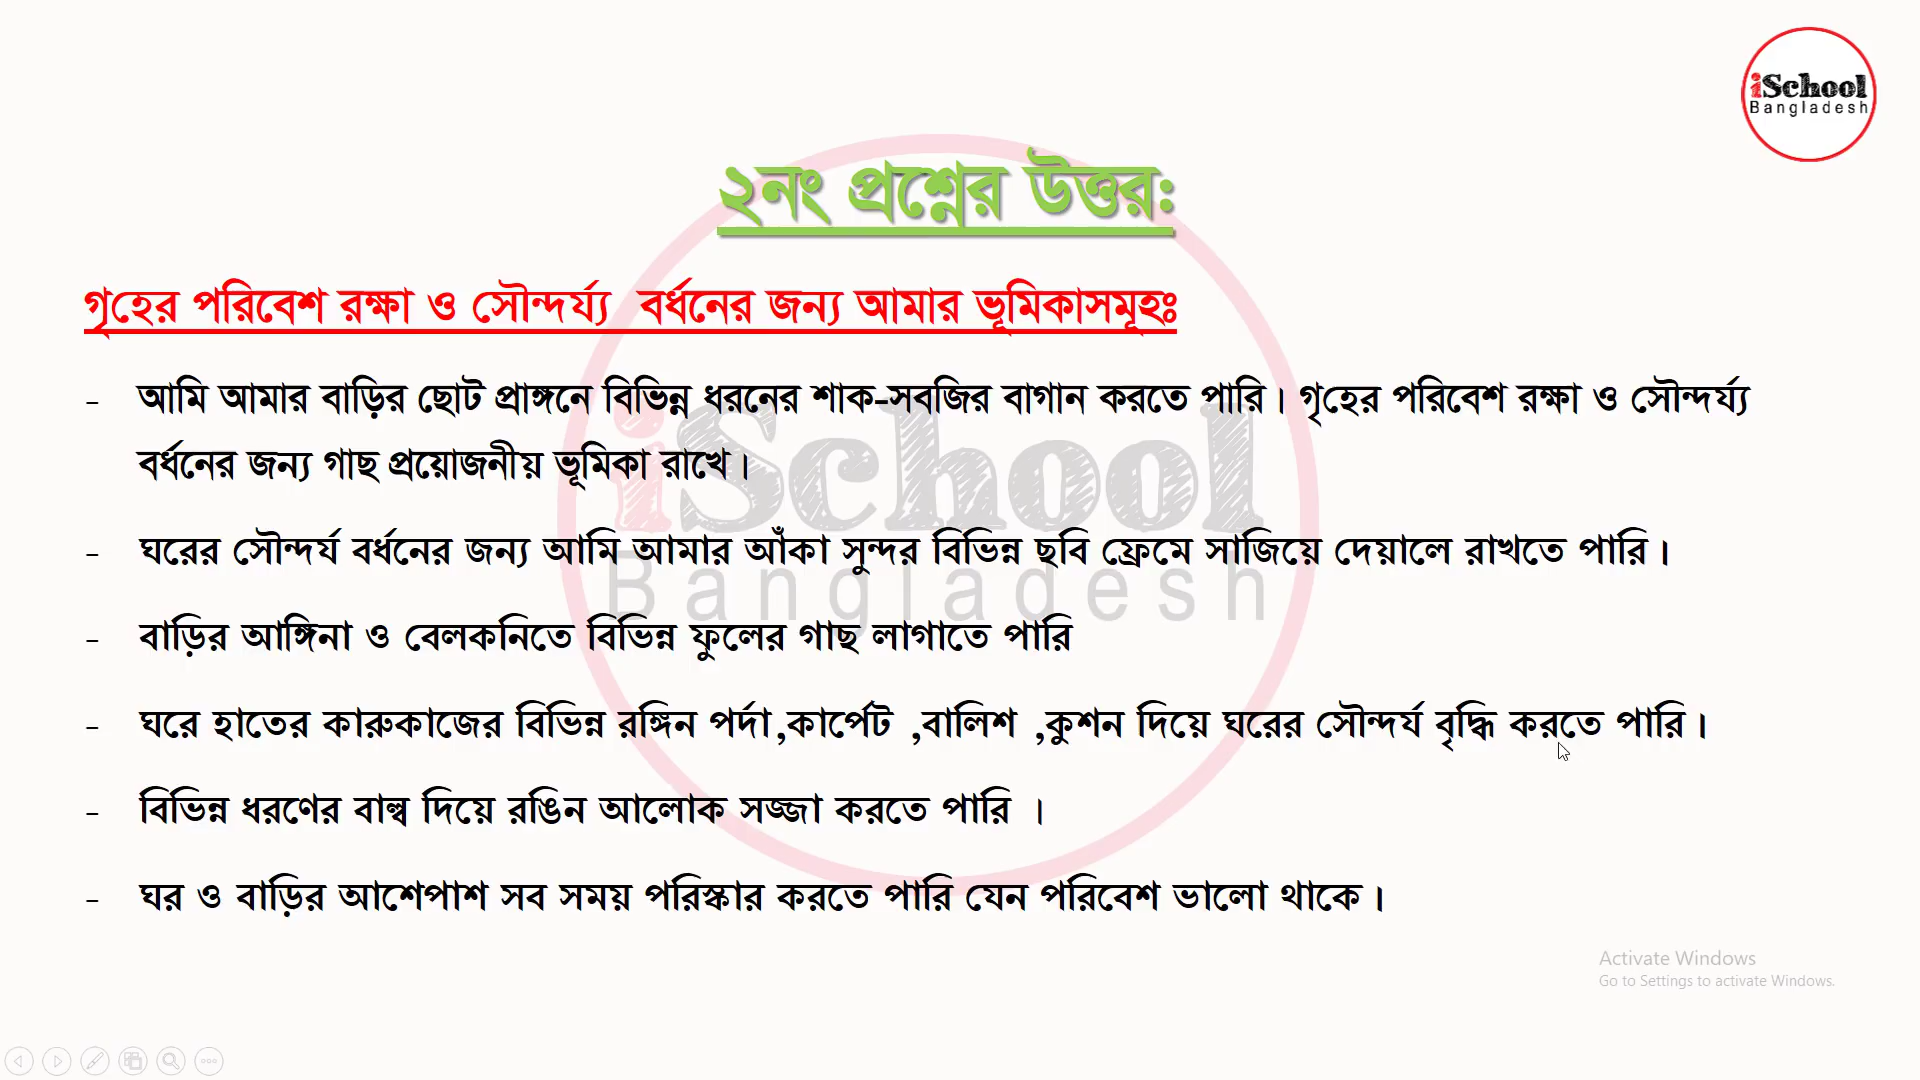 iSchool
Bangladesh
২নং প্রশ্নের উত্তর:
গৃহের পরিবেশ রক্ষা ও সৌন্দর্য্য বর্ধনের জন্য আমার ভূমিকাসমূহঃ
- আমি আমার বাড়ির ছোট প্রাঙ্গনে বিভিন্ন ধরনের শাক-সবজির বাগান করতে পারি। গৃহের পরিবেশ রক্ষা ও সৌন্দর্য্য
বর্ধনের জন্য গাছ প্রয়োজনীয় ভূমিকা রাখে।
- ঘরের সৌন্দর্য বর্ধনের জন্য আমি আমার আঁকা সুন্দর বিভিন্ন ছবি ফ্রেমে সাজিয়ে দেয়ালে রাখতে পারি।
- বাড়ির আঙ্গিনা ও বেলকনিতে বিভিন্ন ফুলের গাছ লাগাতে পারি
- ঘরে হাতের কারুকাজের বিভিন্ন রঙ্গিন পর্দা,কার্পেট ,বালিশ ,কুশন দিয়ে ঘরের সৌন্দর্য বৃদ্ধি করতে পারি।
- বিভিন্ন ধরণের বাল্ব দিয়ে রঙিন আলোক সজ্জা করতে পারি ।
- ঘর ও বাড়ির আশেপাশ সব সময় পরিস্কার করতে পারি যেন পরিবেশ ভালো থাকে।
iSchool
Bangladesh
Activate Windows
Go to Settings to activate Windows.